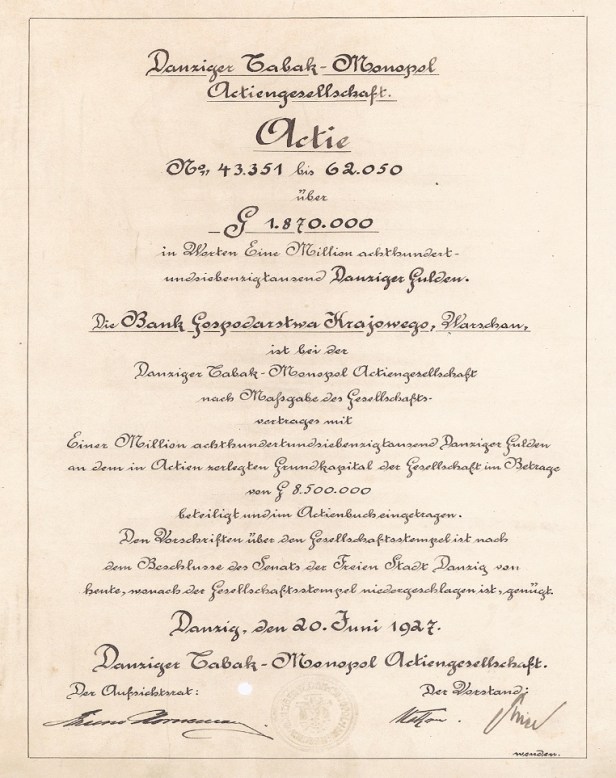 Danziger Tabak-Monopol
Actiengesellschaft.
Actie
No„ 43.351 bis 62.050
über
G 1.870.000
in Worten Eine Million achthundert-
undsiebenzigtausend Danziger Gulden.
Die Bank Gospodarstwa Krajowego, Warschau,
ist bei der
Danziger Tabak-Monopol Actiengesellschaft
nach Maßgabe des Gesellschafts-
vertrages mit
Einer Million achthundertundsiebenzigtausend Danziger Gulden
an dem in Actien zerlegten Grundkapital der Gesellschaft im Betrage
von G 8.500.000
beteiligt und im Actienbuch eingetragen.
Den Vorschriften über den Gesellschaftsstempel ist nach
dem Beschlusse des Senats der Freien Stadt Danzig von
heute, wonach der Gesellschaftsstempel niedergeschlagen ist, genügt.
Danzig, den 20. Juni 1927.
Danziger Tabak-Monopol Actiengesellschaft.
Der Aufsichtsrat:
Der Vorstand:
wenden.